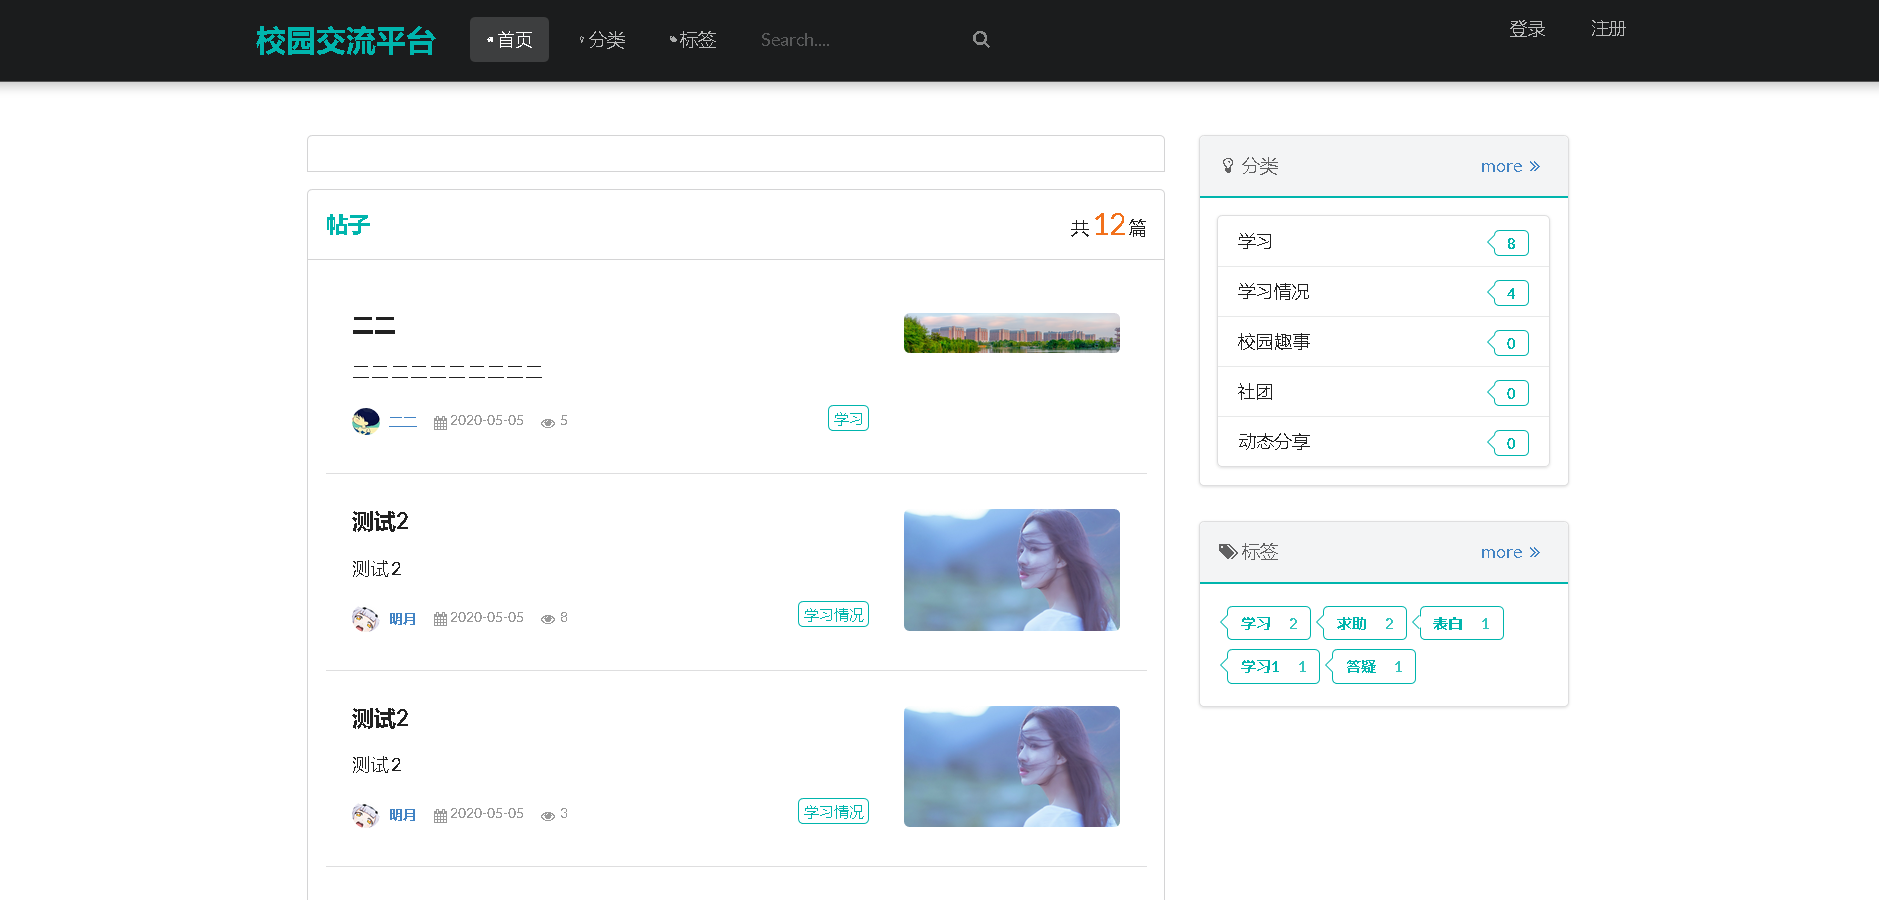 校园交流平台 首页 分类 标签 Search.... 登录 注册
帖子 共12篇
二二
二二二二二二二二二二
二二 2020-05-05 5 学习
测试2
测试2
明月 2020-05-05 8 学习情况
测试2
测试2
明月 2020-05-05 3 学习情况
分类 more
学习 8
学习情况 4
校园趣事 0
社团 0
动态分享 0
标签 more
学习 2 求助 2 表白 1
学习1 1 答疑 1